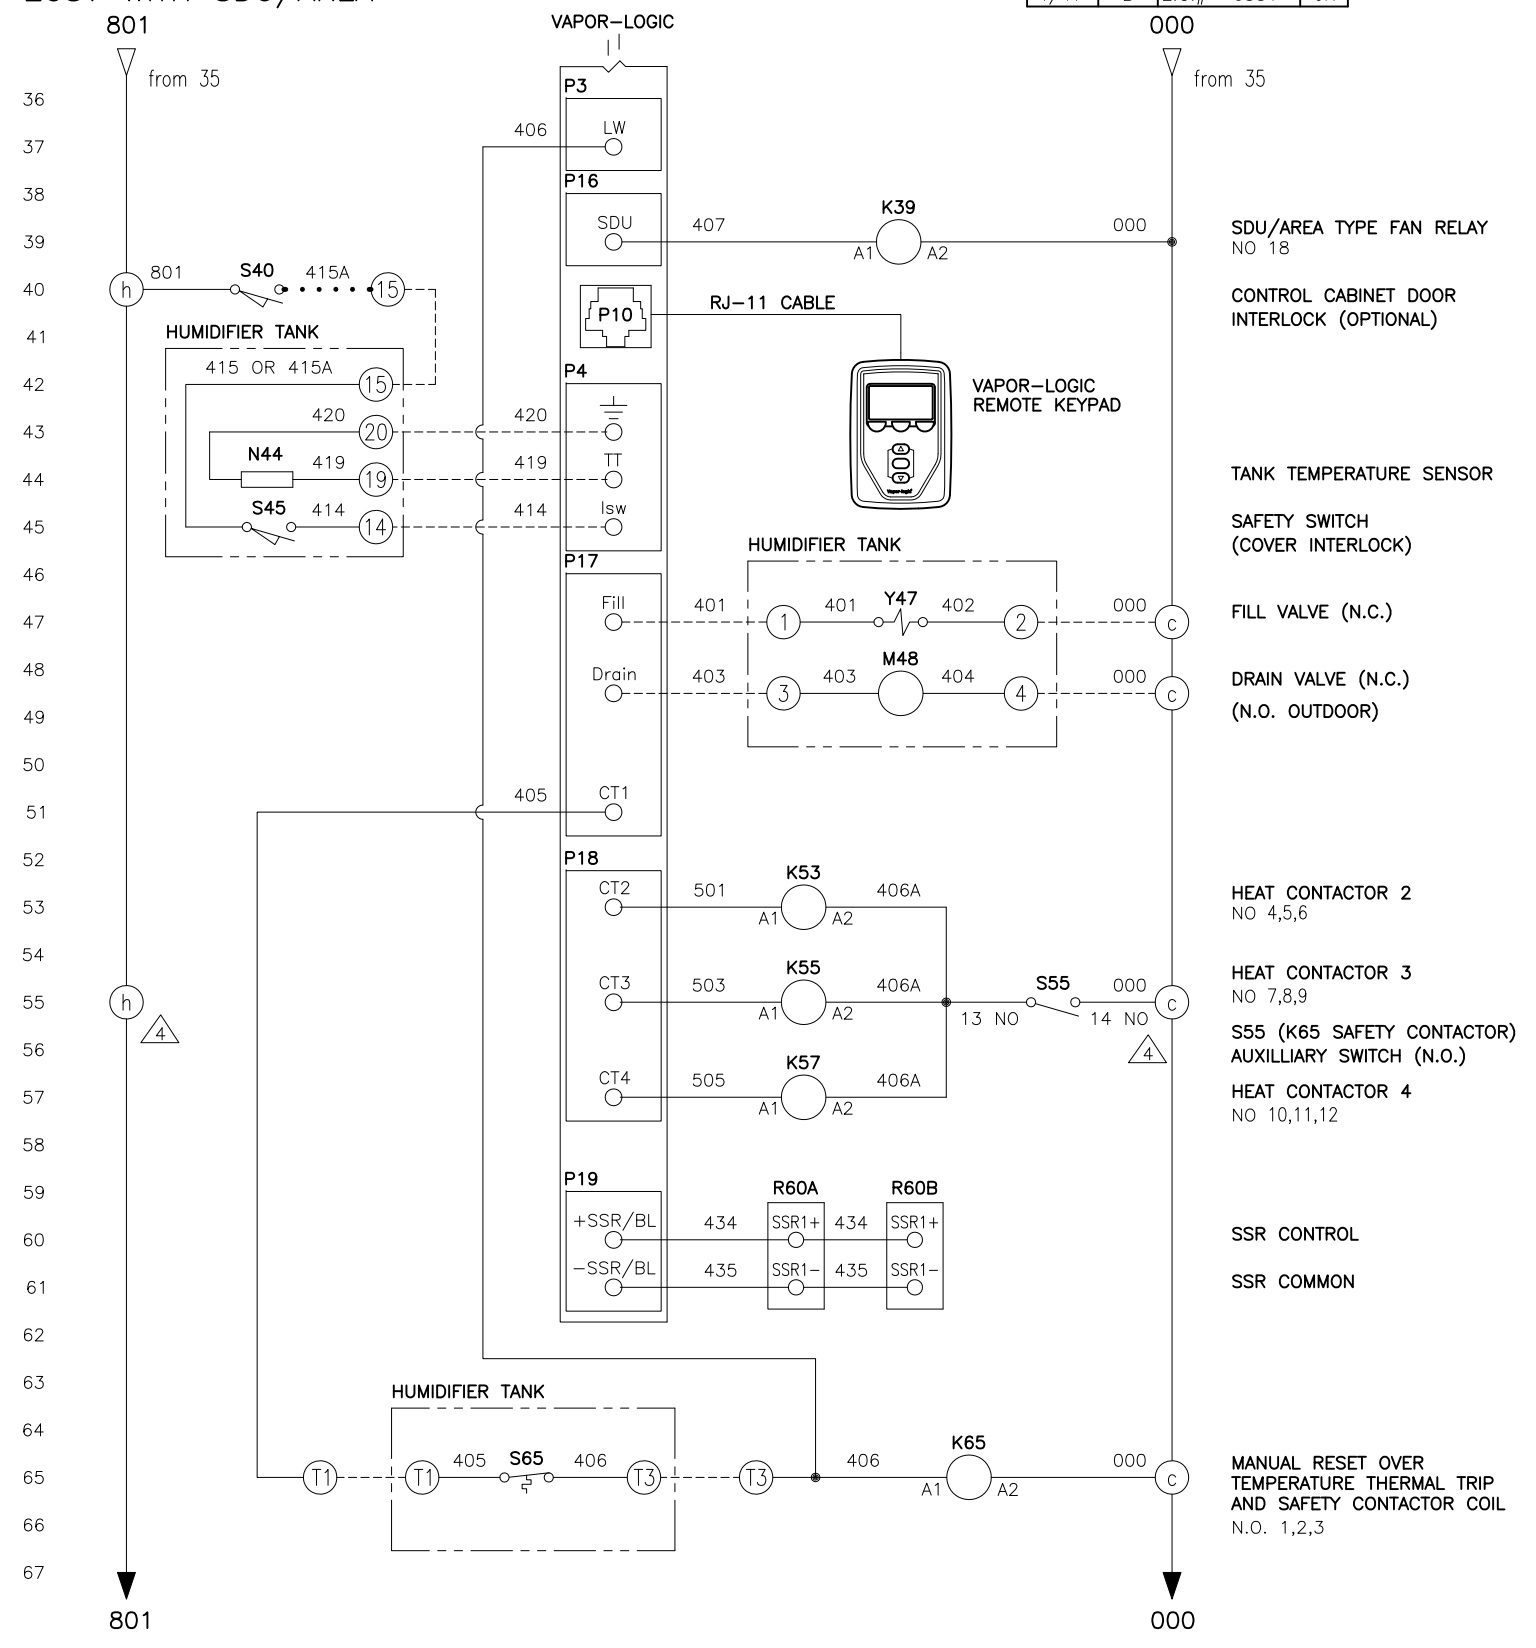 801
VAPOR-LOGIC
000
from 35
from 35
36
P3
406
LW
37
38
P16
K39
SDU
407
000
SDU/AREA TYPE FAN RELAY
39
A1
A2
NO 18
801
S40
415A
40
h
15
CONTROL CABINET DOOR
INTERLOCK (OPTIONAL)
P10
RJ-11 CABLE
41
HUMIDIFIER TANK
415 OR 415A
P4
42
15
VAPOR-LOGIC
REMOTE KEYPAD
420
420
43
20
N44
419
419
TT
44
19
TANK TEMPERATURE SENSOR
Vapor-logic
S45
414
414
Isw
45
14
SAFETY SWITCH
(COVER INTERLOCK)
HUMIDIFIER TANK
46
P17
Fill
401
401
Y47
402
000
47
1
2
c
FILL VALVE (N.C.)
48
M48
Drain
403
403
404
000
DRAIN VALVE (N.C.)
3
4
c
49
(N.O. OUTDOOR)
50
405
CT1
51
52
P18
K53
CT2
501
406A
HEAT CONTACTOR 2
53
A1
A2
NO 4,5,6
54
K55
HEAT CONTACTOR 3
CT3
503
406A
S55
000
55
h
A1
A2
c
NO 7,8,9
13 NO
14 NO
4
4
S55 (K65 SAFETY CONTACTOR)
56
AUXILLIARY SWITCH (N.O.)
K57
CT4
505
406A
HEAT CONTACTOR 4
57
A1
A2
NO 10,11,12
58
59
P19
R60A
R60B
+SSR/BL
434
SSR1+
434
SSR1+
60
SSR CONTROL
-SSR/BL
435
SSR1-
435
SSR1-
61
SSR COMMON
62
63
HUMIDIFIER TANK
64
K65
405
S65
406
406
000
MANUAL RESET OVER
65
T1
T1
T3
T3
A1
A2
c
TEMPERATURE THERMAL TRIP
AND SAFETY CONTACTOR COIL
66
N.O. 1,2,3
67
801
000